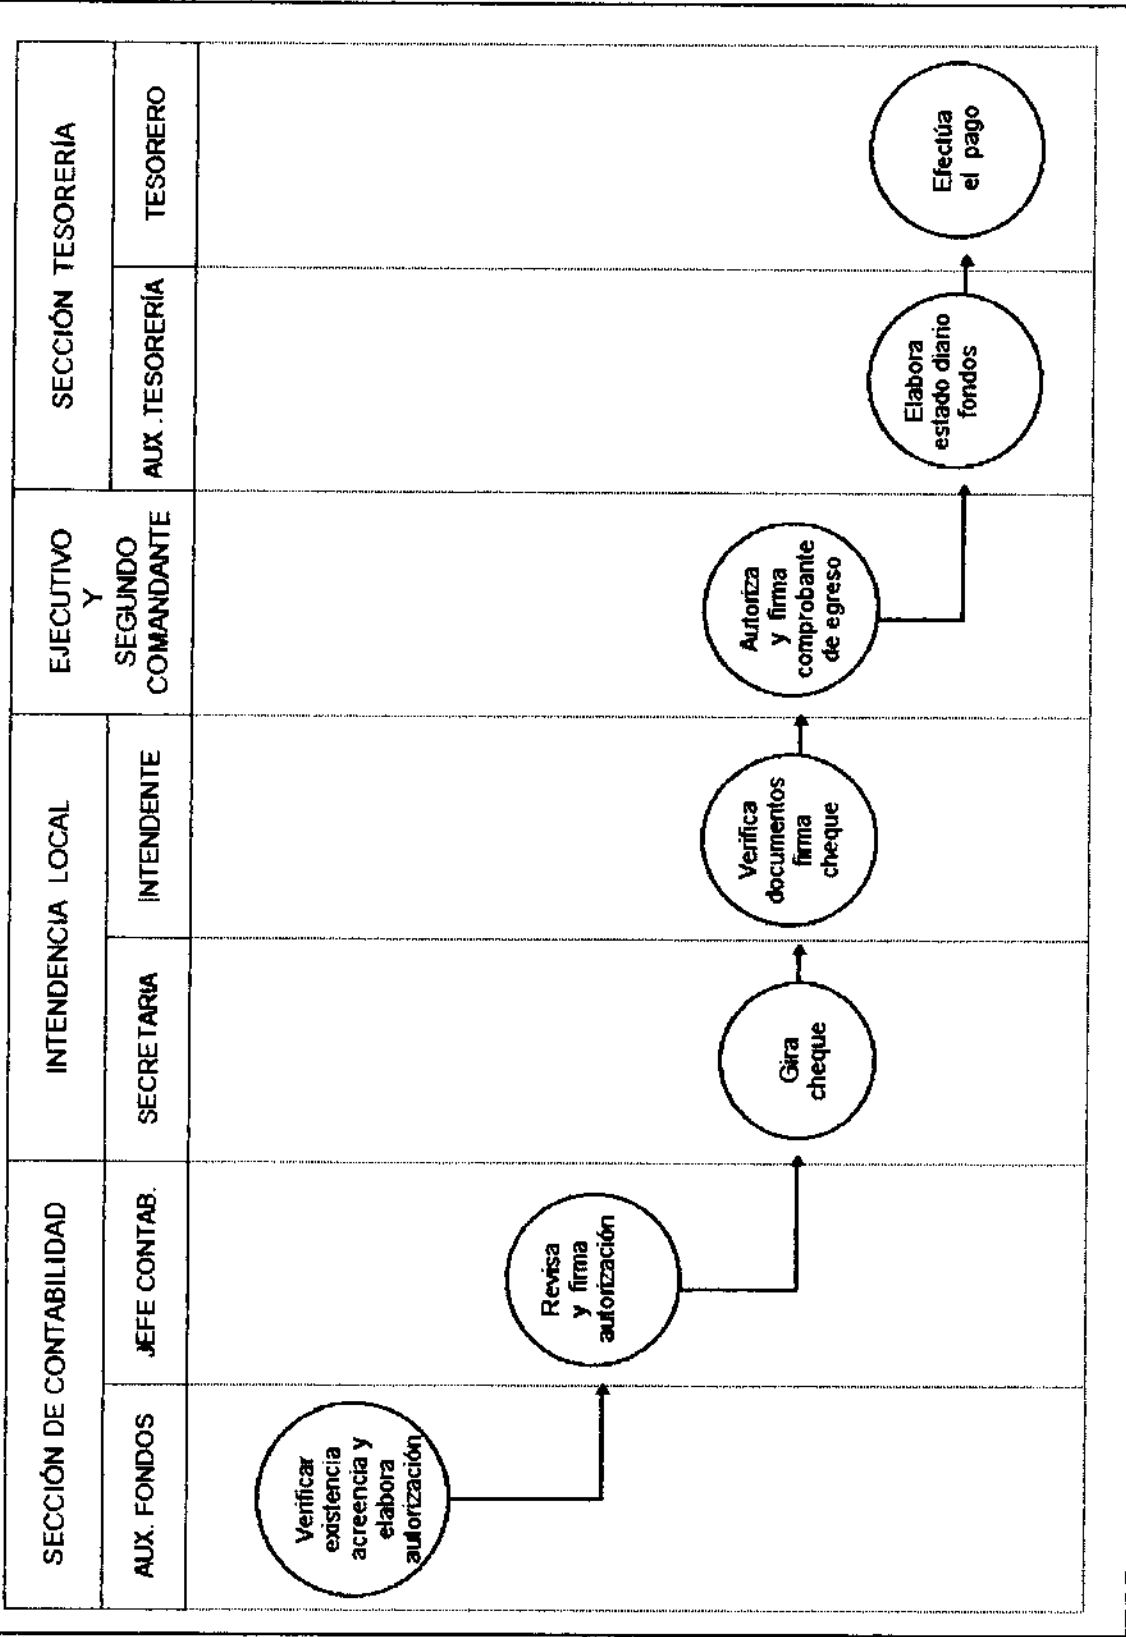 SECCIÓN DE CONTABILIDAD
INTENDENCIA LOCAL
EJECUTIVO
Y
SEGUNDO
COMANDANTE
SECCIÓN TESORERÍA
AUX. FONDOS
JEFE CONTAB.
SECRETARIA
INTENDENTE
AUX .TESORERÍA
TESORERO
Verificar
existencia
acreencia y
elabora
autorización
Revisa
y firma
autorización
Gira
cheque
Verifica
documentos
firma
cheque
Autoriza
y firma
comprobante
de egreso
Elabora
estado diario
fondos
Efectúa
el pago